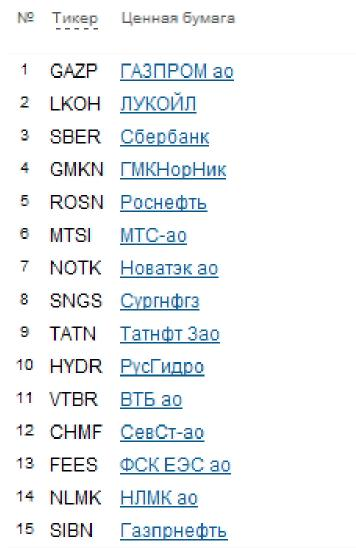 № Тикер Ценная бумага
1 GAZP ГАЗПРОМ ао
2 LKOH ЛУКОЙЛ
3 SBER Сбербанк
4 GMKN ГМКНорНик
5 ROSN Роснефть
6 MTSI МТС-ао
7 NOTK Новатэк ао
8 SNGS Сургнфгз
9 TATN Татнфт 3ао
10 HYDR РусГидро
11 VTBR ВТБ ао
12 CHMF СевСт-ао
13 FEES ФСК ЕЭС ао
14 NLMK НЛМК ао
15 SIBN Газпрнефть